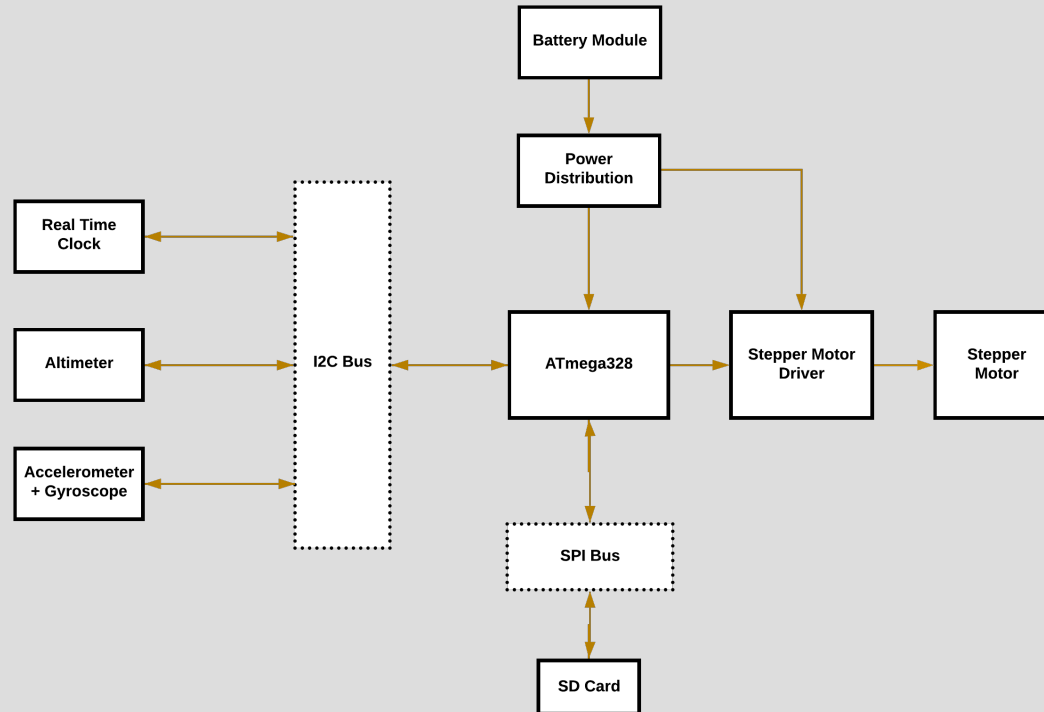 Battery Module
Power
Distribution
Real Time
Clock
Altimeter
Accelerometer
+ Gyroscope
I2C Bus
ATmega328
Stepper Motor
Driver
Stepper
Motor
SPI Bus
SD Card